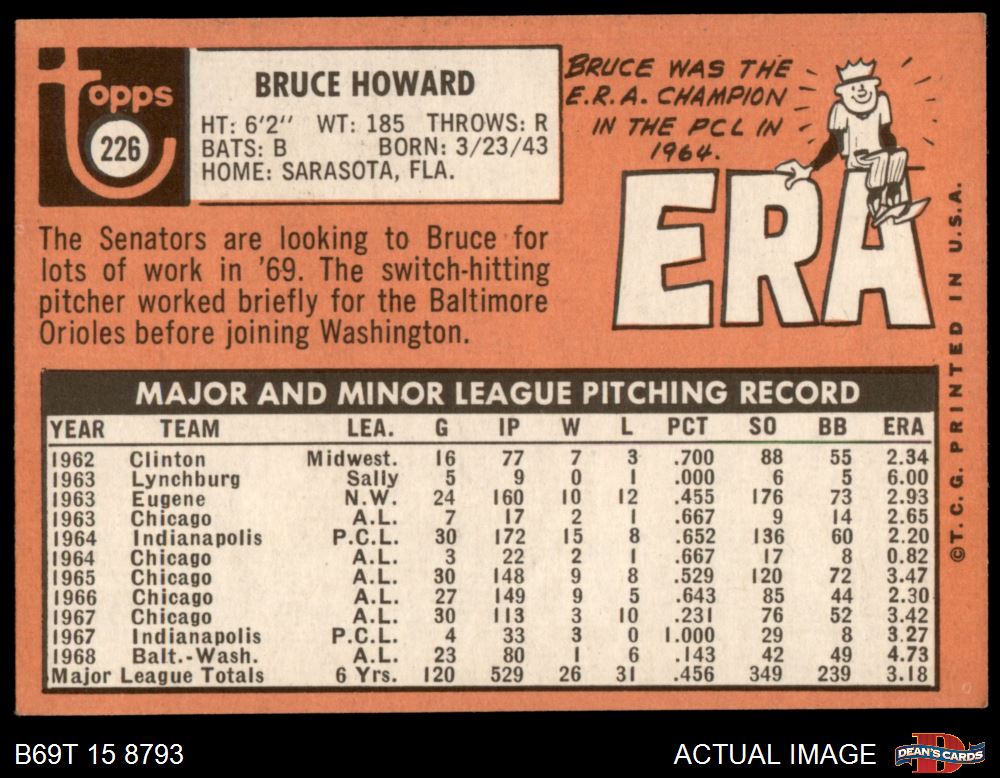 Topps
226
BRUCE HOWARD
HT: 6'2" WT: 185 THROWS: R
BATS: B BORN: 3/23/43
HOME: SARASOTA, FLA.
BRUCE WAS THE
E.R.A. CHAMPION
IN THE PCL IN
1964.
ERA
The Senators are looking to Bruce for
lots of work in '69. The switch-hitting
pitcher worked briefly for the Baltimore
Orioles before joining Washington.
MAJOR AND MINOR LEAGUE PITCHING RECORD
YEAR TEAM LEA. G IP W L PCT SO BB ERA
1962 Clinton Midwest. 16 77 7 3 .700 88 55 2.34
1963 Lynchburg Sally 5 9 0 1 .000 6 5 6.00
1963 Eugene N.W. 24 160 10 12 .455 176 73 2.93
1963 Chicago A.L. 7 17 2 1 .667 9 14 2.65
1964 Indianapolis P.C.L. 30 172 15 8 .652 136 60 2.20
1964 Chicago A.L. 3 22 2 1 .667 17 8 0.82
1965 Chicago A.L. 30 148 9 8 .529 120 72 3.47
1966 Chicago A.L. 27 149 9 5 .643 85 44 2.30
1967 Chicago A.L. 30 113 3 10 .231 76 52 3.42
1967 Indianapolis P.C.L. 4 33 3 0 1.000 29 8 3.27
1968 Balt.-Wash. A.L. 23 80 1 6 .143 42 49 4.73
Major League Totals 6 Yrs. 120 529 26 31 .456 349 239 3.18
©T.C.G. PRINTED IN U.S.A.
B69T 15 8793
ACTUAL IMAGE
DEAN'S CARDS